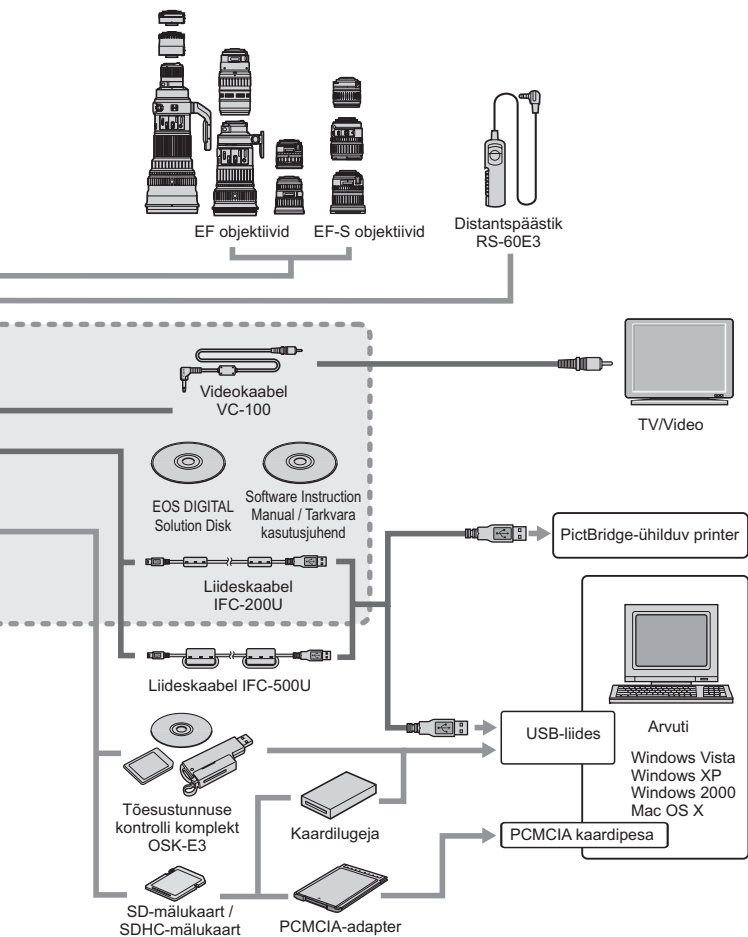 EF objektiivid
EF-S objektiivid
Distantspäästik
RS-60E3
Videokaabel
VC-100
TV/Video
EOS DIGITAL
Solution Disk
Software Instruction
Manual / Tarkvara
kasutusjuhend
PictBridge-ühilduv printer
Liideskaabel
IFC-200U
Liideskaabel IFC-500U
USB-liides
Arvuti
Windows Vista
Windows XP
Windows 2000
Mac OS X
Tõesustunnuse
kontrolli komplekt
OSK-E3
Kaardilugeja
PCMCIA kaardipesa
SD-mälukaart /
SDHC-mälukaart
PCMCIA-adapter